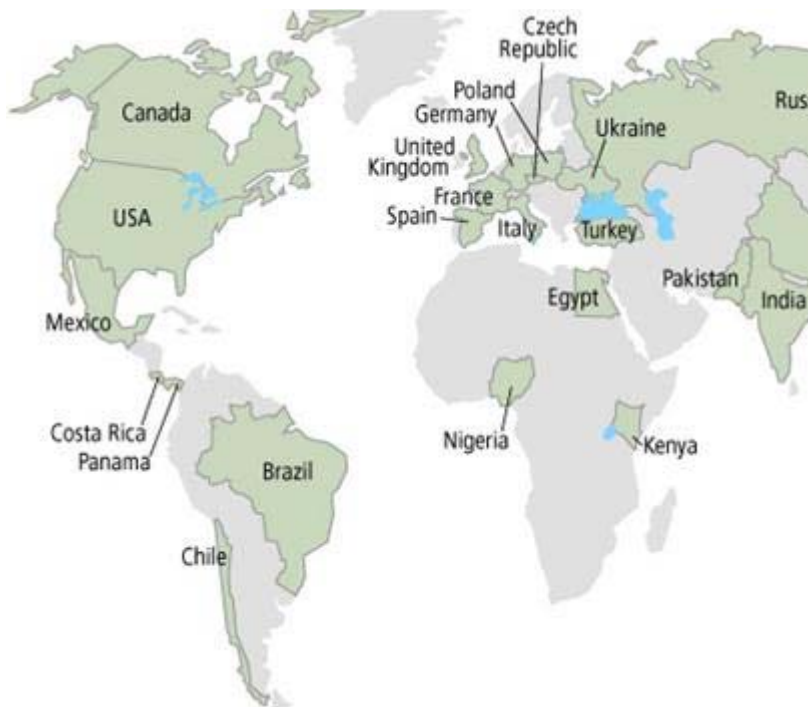 Czech
Republic
Poland
Germany
Canada
Rus
Ukraine
United
Kingdom
France
USA
Spain
Italy
Turkey
Pakistan
Egypt
India
Mexico
Costa Rica
Nigeria
Kenya
Panama
Brazil
Chile